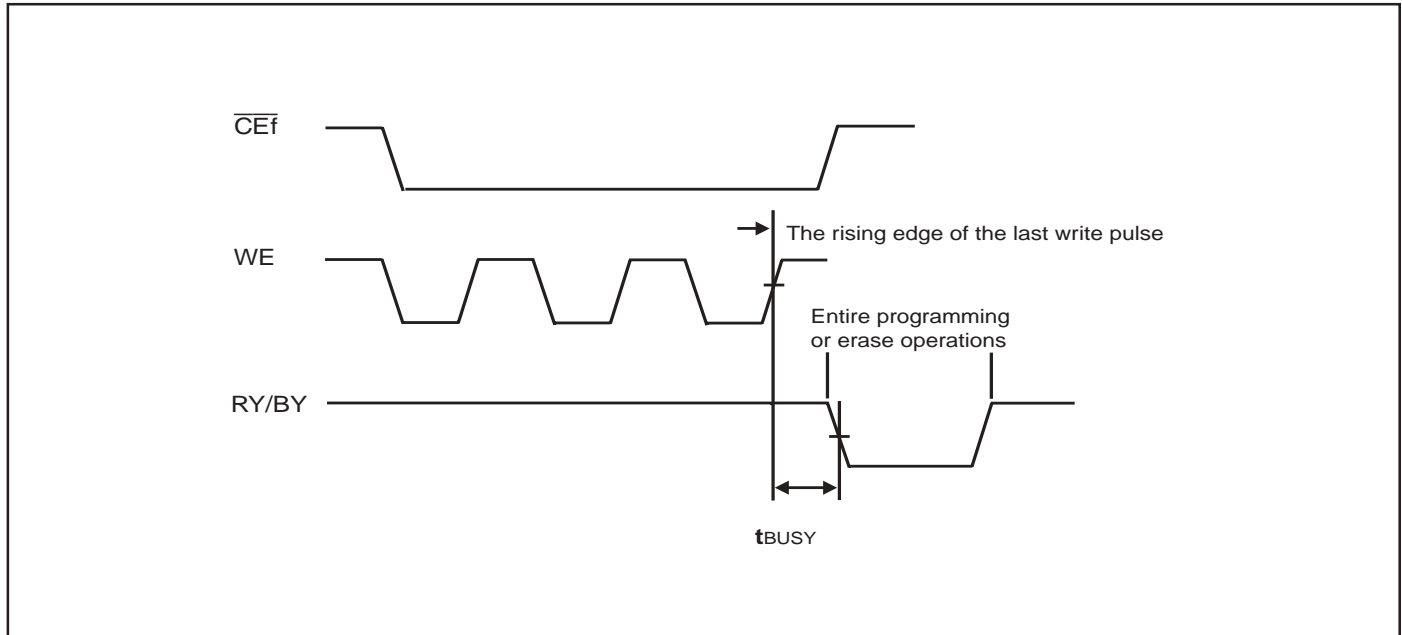 CEf
The rising edge of the last write pulse
WE
Entire programming
or erase operations
RY/BY
tBUSY